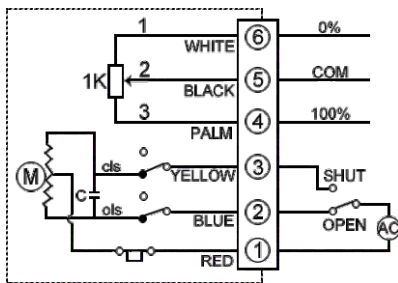 1 WHITE 6 0%
1K 2 BLACK 5 COM
3 PALM 4 100%
cls YELLOW 3 SHUT
M C
ols BLUE 2 OPEN AC
RED 1